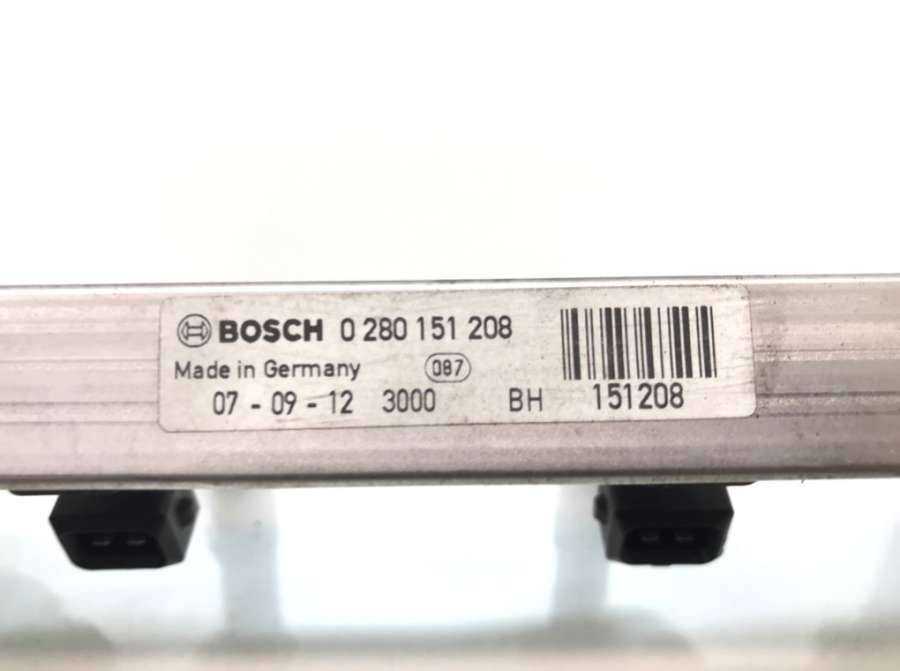 BOSCH 0 280 151 208
Made in Germany 087
07 - 09 - 12 3000 BH 151208